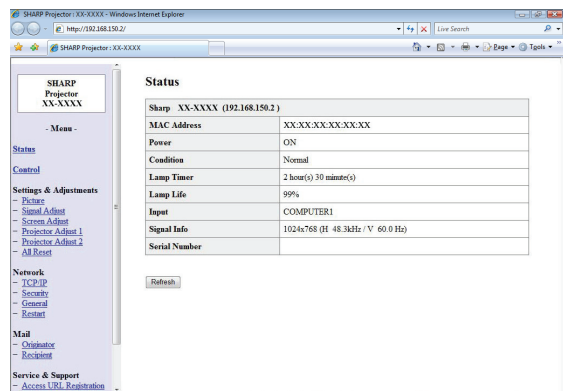 SHARP Projector : XX-XXXX - Windows Internet Explorer
http://192.168.150.2/
Live Search
SHARP Projector : XX-XXXX
Page
Tools
SHARP
Projector
XX-XXXX
- Menu -
Status
Control
Settings & Adjustments
- Picture
- Signal Adjust
- Screen Adjust
- Projector Adjust 1
- Projector Adjust 2
- All Reset
Network
- TCP/IP
- Security
- General
- Restart
Mail
- Originator
- Recipient
Service & Support
- Access URL Registration
Status
Sharp XX-XXXX (192.168.150.2 )
MAC Address XX:XX:XX:XX:XX:XX
Power ON
Condition Normal
Lamp Timer 2 hour(s) 30 minute(s)
Lamp Life 99%
Input COMPUTER1
Signal Info 1024x768 (H 48.3kHz / V 60.0 Hz)
Serial Number
Refresh